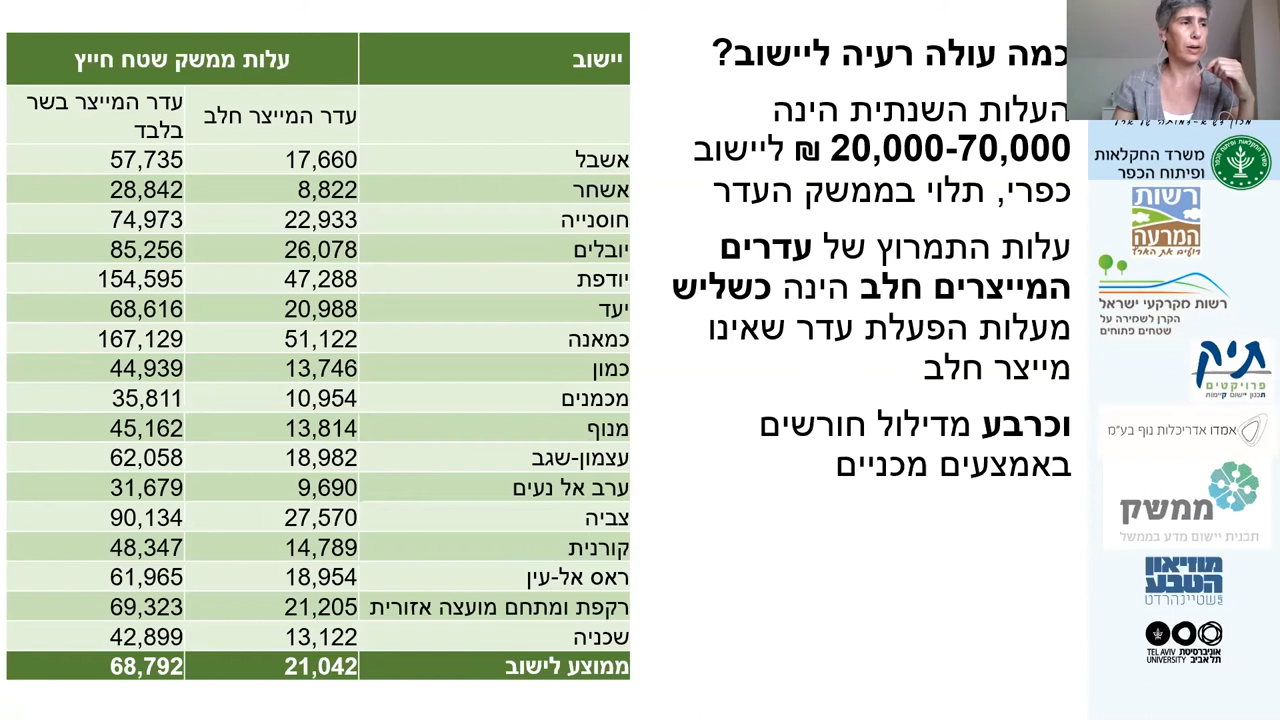 כמה עולה רעיה ליישוב?
העלות השנתית הינה
20,000-70,000 ₪ ליישוב
כפרי, תלוי בממשק העדר
עלות התמרוץ של עדרים
המייצרים חלב הינה כשליש
מעלות הפעלת עדר שאינו
מייצר חלב
וכרבע מדילול חורשים
באמצעים מכניים
יישוב עלות ממשק שטח חייץ
עדר המייצר חלב עדר המייצר בשר בלבד
אשבל 17,660 57,735
אשחר 8,822 28,842
חוסנייה 22,933 74,973
יובלים 26,078 85,256
יודפת 47,288 154,595
יעד 20,988 68,616
כמאנה 51,122 167,129
כמון 13,746 44,939
מכמנים 10,954 35,811
מנוף 13,814 45,162
עצמון-שגב 18,982 62,058
ערב אל נעים 9,690 31,679
צביה 27,570 90,134
קורנית 14,789 48,347
ראס אל-עין 18,954 61,965
רקפת ומתחם מועצה אזורית 21,205 69,323
שכניה 13,122 42,899
ממוצע לישוב 21,042 68,792
משרד החקלאות
ופיתוח הכפר
רשות
המרעה
רועים את הארץ
רשות מקרקעי ישראל
הקרן לשמירה על
שטחים פתוחים
תיק
פרויקטים
תכנון יישום קיימות
אמדו אדריכלות נוף בע"מ
ממשק
תכנית יישום מדע בממשל
מוזיאון
הטבע
ע"ש שטיינהרדט
TEL AVIV UNIVERSITY
אוניברסיטת תל אביב